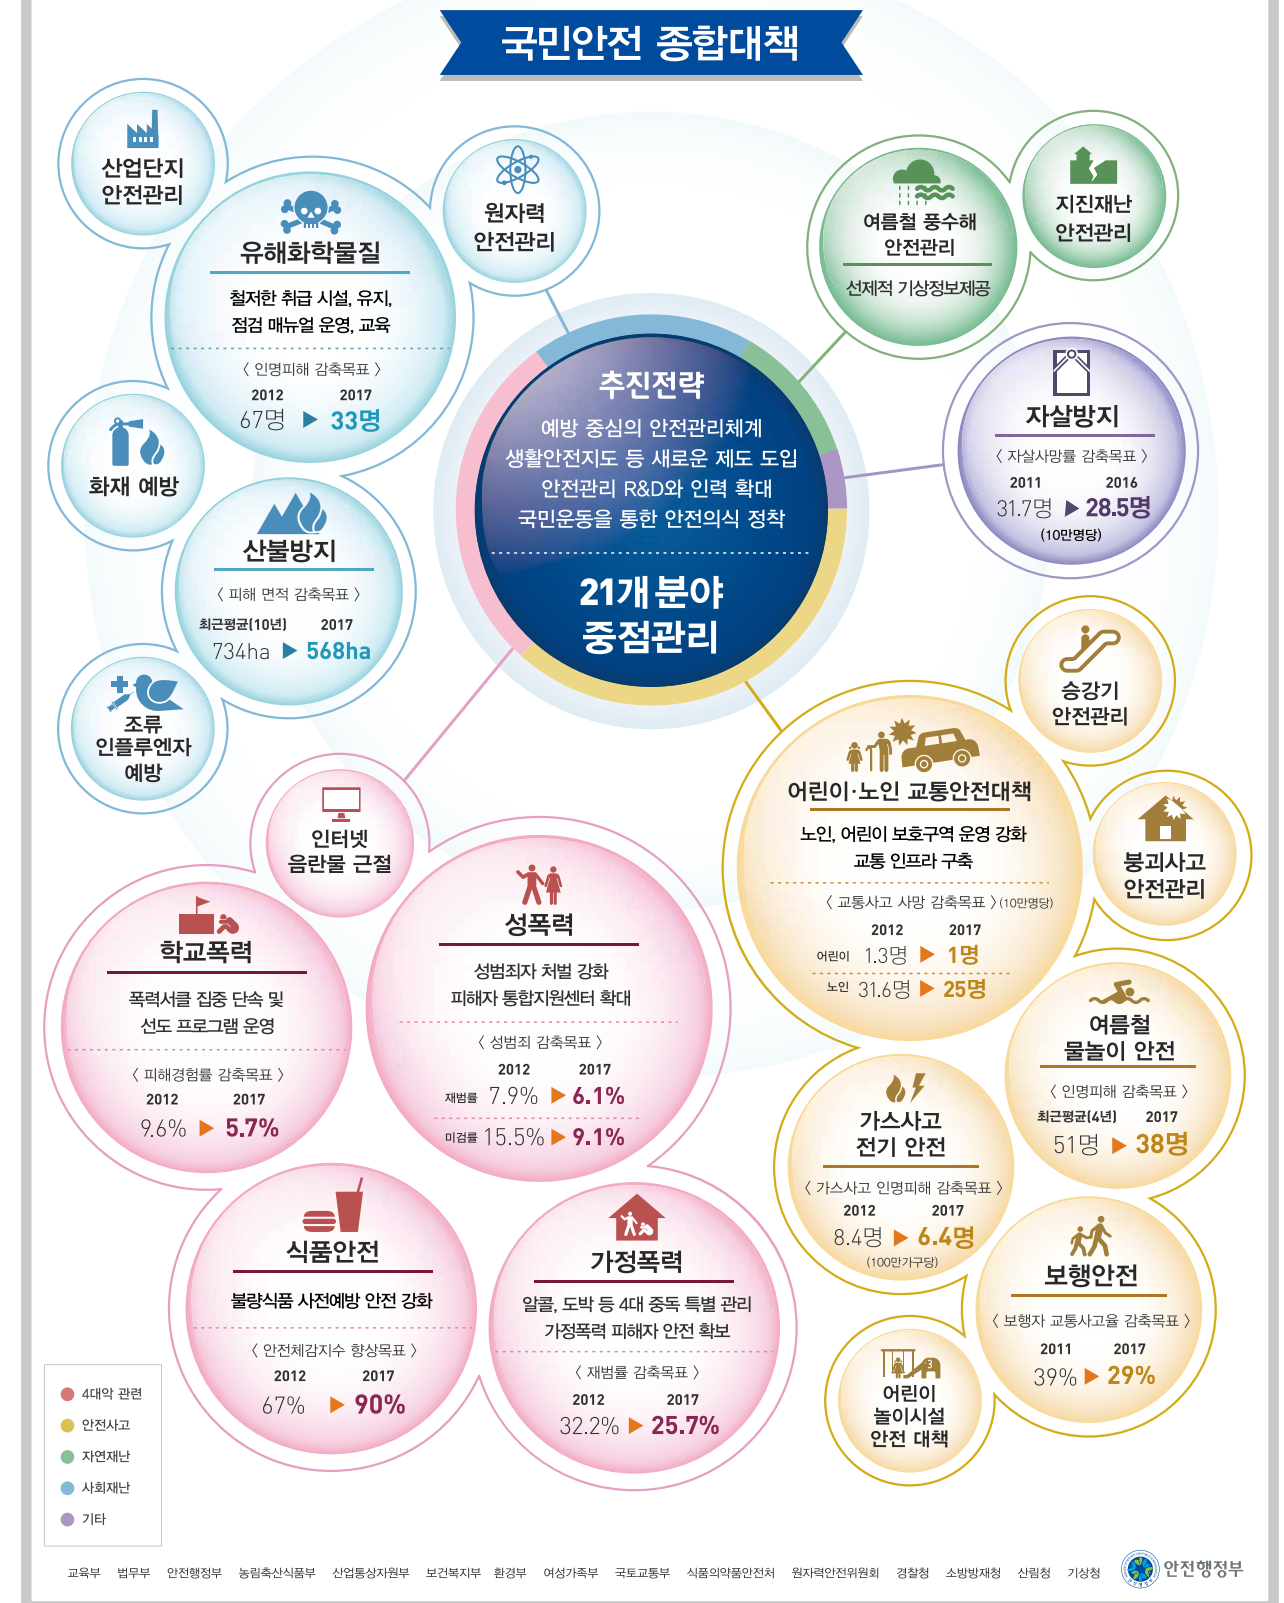 국민안전 종합대책
산업단지
안전관리
유해화학물질
철저한 취급 시설, 유지,
점검 매뉴얼 운영, 교육
〈 인명피해 감축목표 〉
2012 2017
67명 ▶ 33명
원자력
안전관리
화재 예방
산불방지
〈 피해 면적 감축목표 〉
최근평균(10년) 2017
734ha ▶ 568ha
조류
인플루엔자
예방
추진전략
예방 중심의 안전관리체계
생활안전지도 등 새로운 제도 도입
안전관리 R&D와 인력 확대
국민운동을 통한 안전의식 정착
21개 분야
중점관리
여름철 풍수해
안전관리
선제적 기상정보제공
지진재난
안전관리
자살방지
〈 자살사망률 감축목표 〉
2011 2016
31.7명 ▶ 28.5명
(10만명당)
승강기
안전관리
어린이·노인 교통안전대책
노인, 어린이 보호구역 운영 강화
교통 인프라 구축
〈 교통사고 사망 감축목표 〉(10만명당)
2012 2017
어린이 1.3명 ▶ 1명
노인 31.6명 ▶ 25명
붕괴사고
안전관리
여름철
물놀이 안전
〈 인명피해 감축목표 〉
최근평균(4년) 2017
51명 ▶ 38명
가스사고
전기 안전
〈 가스사고 인명피해 감축목표 〉
2012 2017
8.4명 ▶ 6.4명
(100만가구당)
보행안전
〈 보행자 교통사고율 감축목표 〉
2011 2017
39% ▶ 29%
어린이
놀이시설
안전 대책
인터넷
음란물 근절
학교폭력
폭력서클 집중 단속 및
선도 프로그램 운영
〈 피해경험률 감축목표 〉
2012 2017
9.6% ▶ 5.7%
성폭력
성범죄자 처벌 강화
피해자 통합지원센터 확대
〈 성범죄 감축목표 〉
2012 2017
재범률 7.9% ▶ 6.1%
미검률 15.5% ▶ 9.1%
식품안전
불량식품 사전예방 안전 강화
〈 안전체감지수 향상목표 〉
2012 2017
67% ▶ 90%
가정폭력
알콜, 도박 등 4대 중독 특별 관리
가정폭력 피해자 안전 확보
〈 재범률 감축목표 〉
2012 2017
32.2% ▶ 25.7%
4대악 관련
안전사고
자연재난
사회재난
기타
교육부 법무부 안전행정부 농림축산식품부 산업통상자원부 보건복지부 환경부 여성가족부 국토교통부 식품의약품안전처 원자력안전위원회 경찰청 소방방재청 산림청 기상청 안전행정부